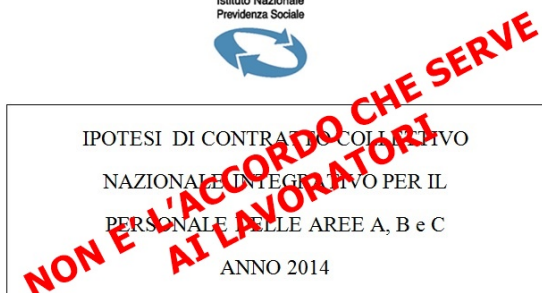 Istituto Nazionale
Previdenza Sociale
IPOTESI DI CONTRATTO COLLETTIVO
NAZIONALE INTEGRATIVO PER IL
PERSONALE DELLE AREE A, B e C
ANNO 2014
NON E' L'ACCORDO CHE SERVE
AI LAVORATORI